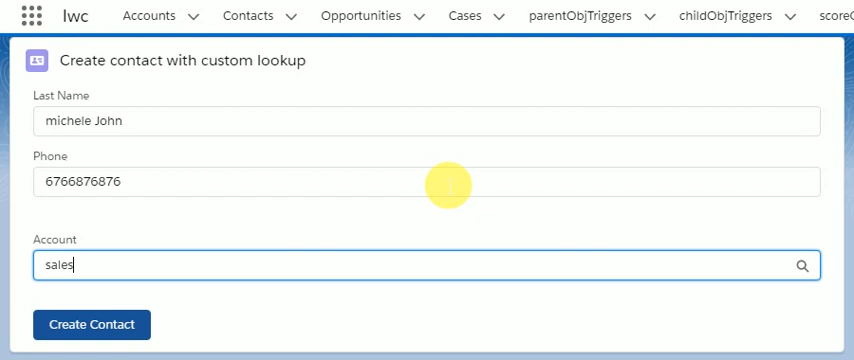 lwc Accounts Contacts Opportunities Cases parentObjTriggers childObjTriggers
Create contact with custom lookup
Last Name
michele John
Phone
6766876876
Account
sales
Create Contact